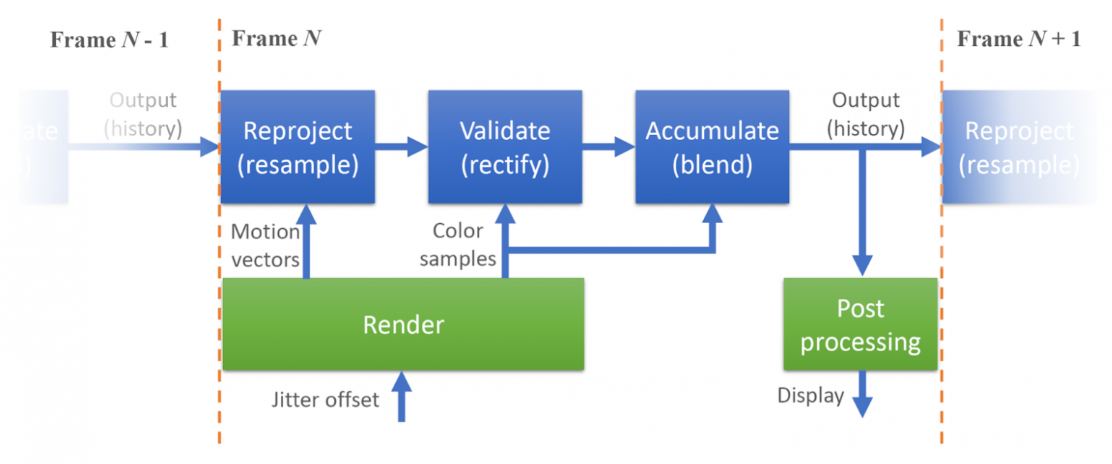 Frame N - 1
Frame N
Frame N + 1
Output
(history)
Reproject
(resample)
Validate
(rectify)
Accumulate
(blend)
Output
(history)
Reproject
(resample)
Motion
vectors
Color
samples
Render
Post
processing
Jitter offset
Display